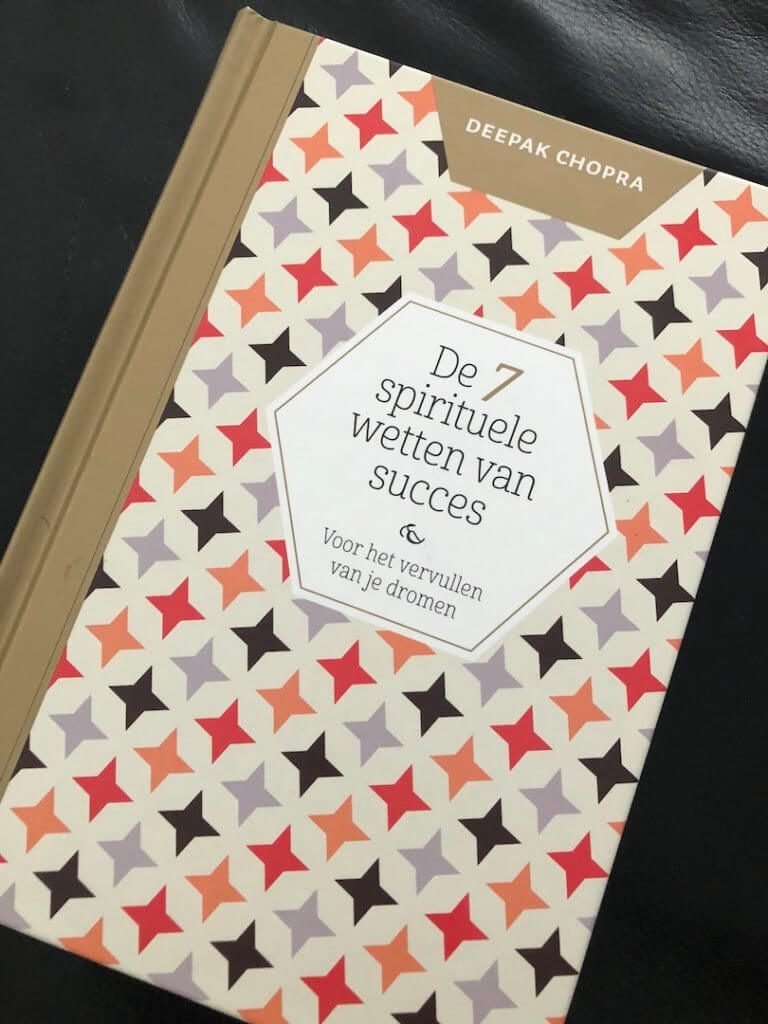 DEEPAK CHOPRA
De 7
spirituele
wetten van
succes
&
Voor het vervullen
van je dromen